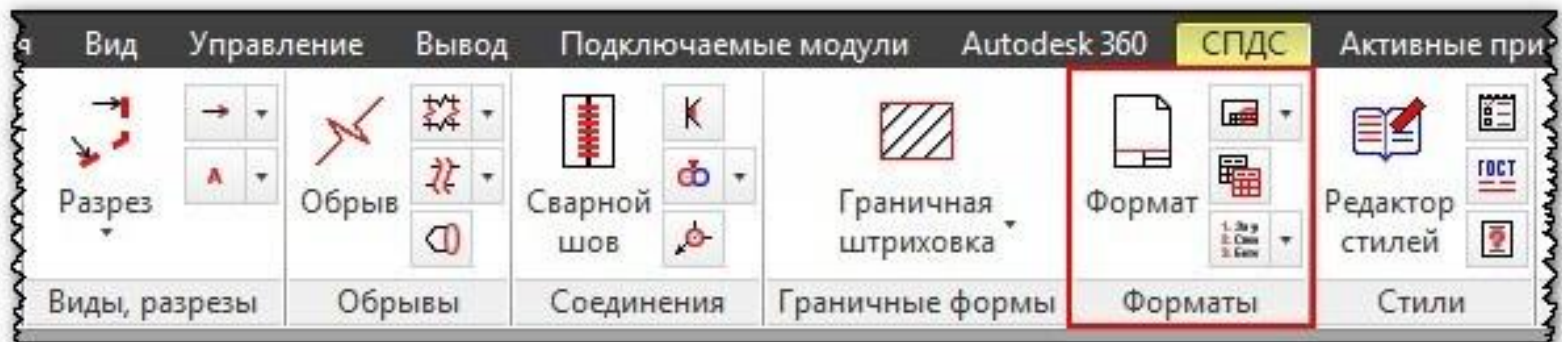 я Вид Управление Вывод Подключаемые модули Autodesk 360 СПДС Активные при
A
Разрез
Обрыв
Сварной
шов
Граничная
штриховка
Формат
Редактор
стилей
ГОСТ
Виды, разрезы Обрывы Соединения Граничные формы Форматы Стили